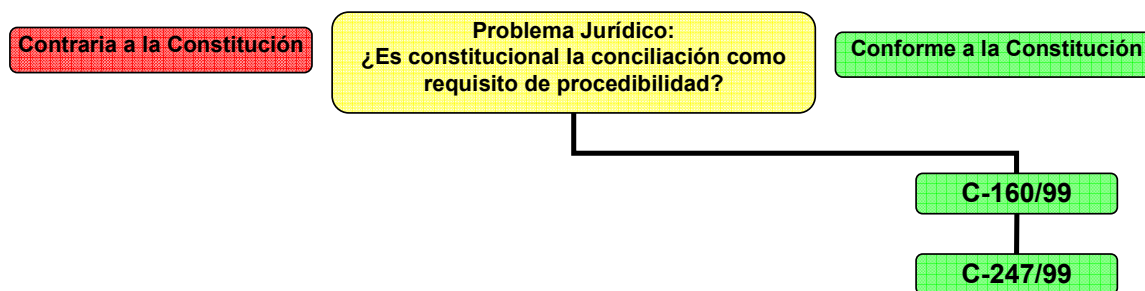 Contraria a la Constitución
Problema Jurídico:
¿Es constitucional la conciliación como
requisito de procedibilidad?
Conforme a la Constitución
C-160/99
C-247/99